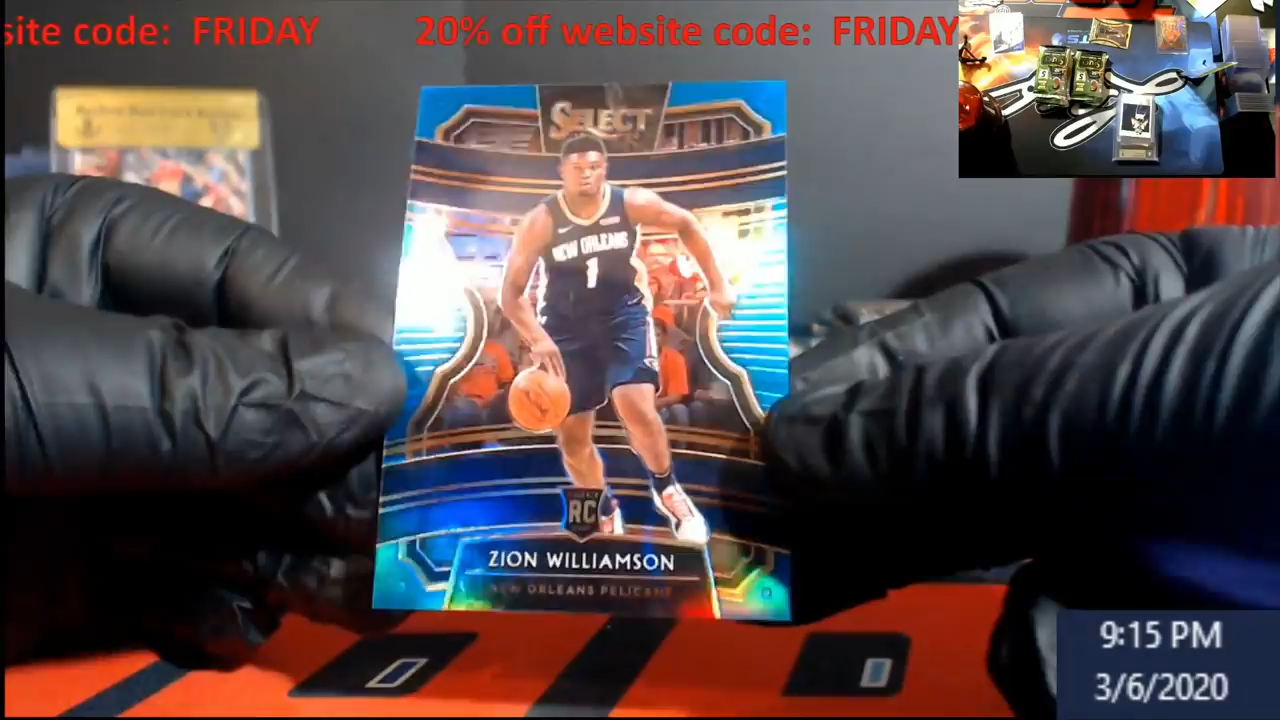 site code: FRIDAY 20% off website code: FRIDAY
SELECT
NEW ORLEANS
1
RC
ZION WILLIAMSON
NEW ORLEANS PELICANS
9:15 PM
3/6/2020